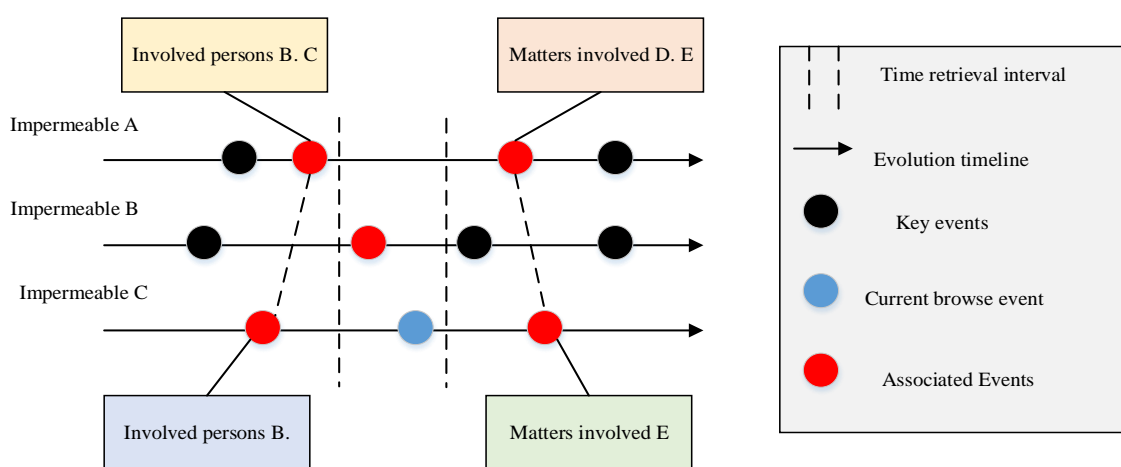 Involved persons B. C
Matters involved D. E
Impermeable A
Impermeable B
Impermeable C
Involved persons B.
Matters involved E
Time retrieval interval
Evolution timeline
Key events
Current browse event
Associated Events